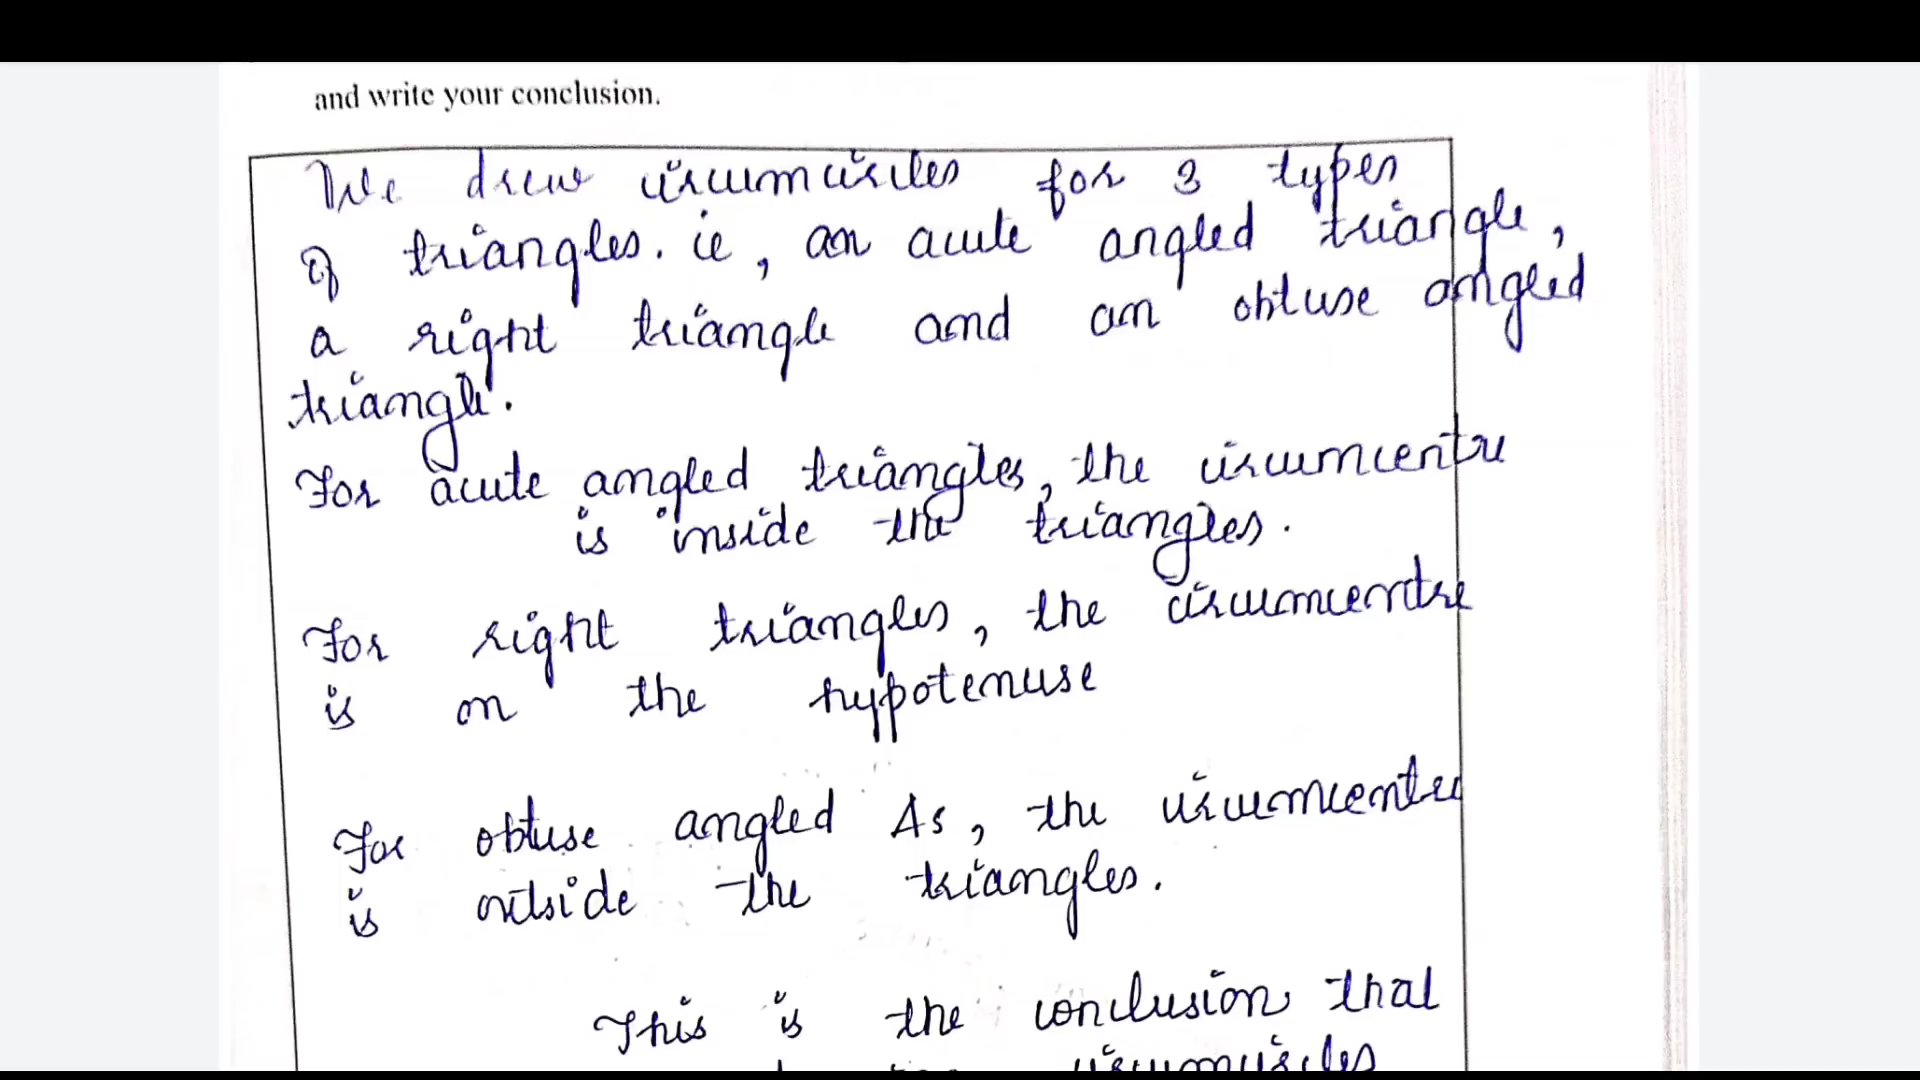 and write your conclusion.
We drew circumcircles for 3 types
of triangles. ie, an acute angled triangle,
a right triangle and an obtuse angled
triangle.
For acute angled triangles, the circumcentre
is inside the triangles.
For right triangles, the circumcentre
is on the hypotenuse
For obtuse angled As, the circumcentre
is outside the triangles.
This is the conclusion that
circumcircles